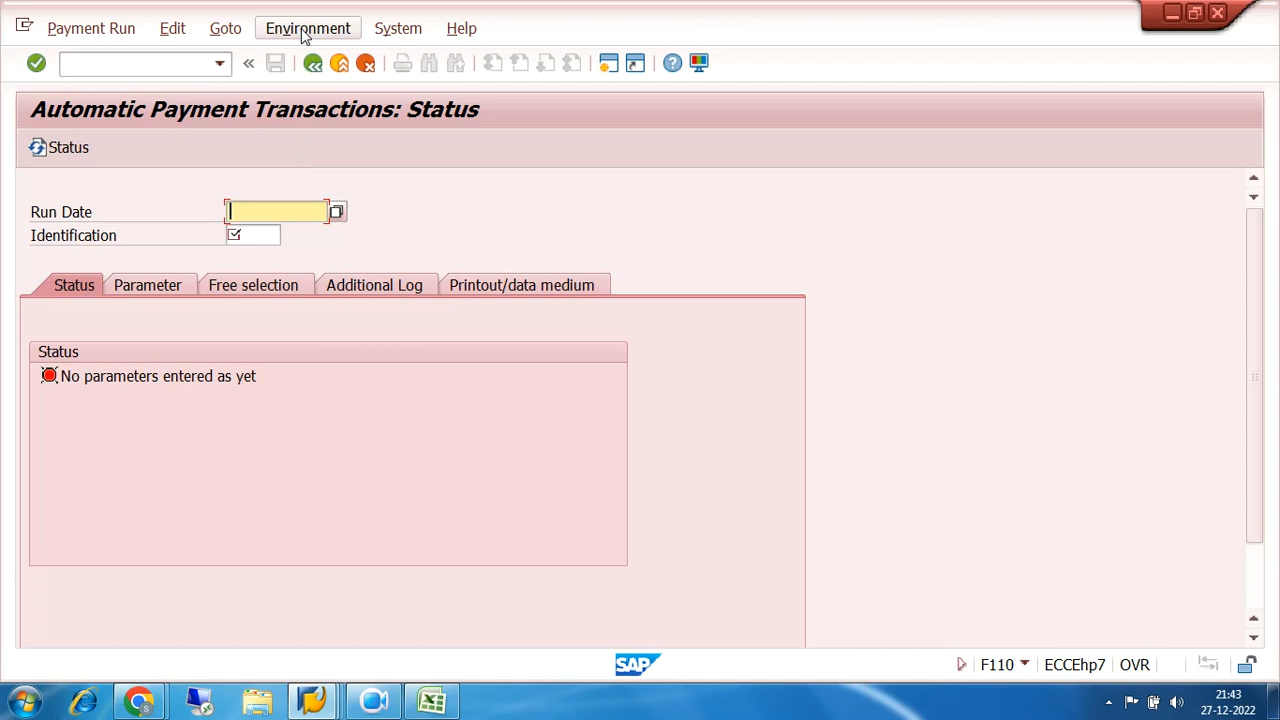 Payment Run Edit Goto Environment System Help
Automatic Payment Transactions: Status
Status
Run Date
Identification
Status Parameter Free selection Additional Log Printout/data medium
Status
No parameters entered as yet
SAP F110 ECCEhp7 OVR
21:43
27-12-2022